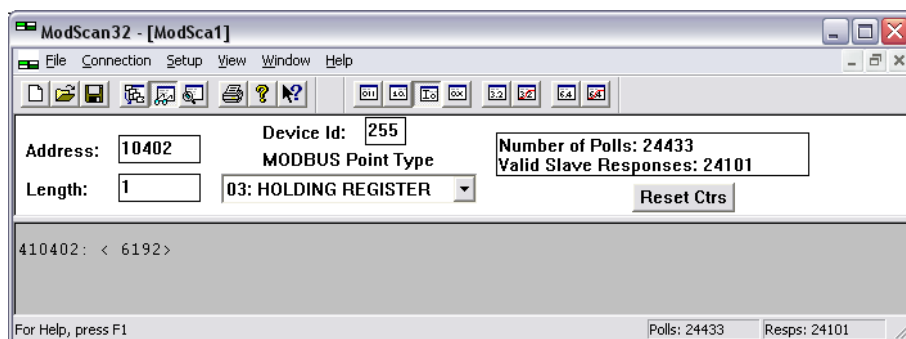 ModScan32 - [ModSca1]
File Connection Setup View Window Help
Address: 10402
Device Id: 255
MODBUS Point Type
Length: 1
03: HOLDING REGISTER
Number of Polls: 24433
Valid Slave Responses: 24101
Reset Ctrs
410402: < 6192>
For Help, press F1
Polls: 24433
Resps: 24101